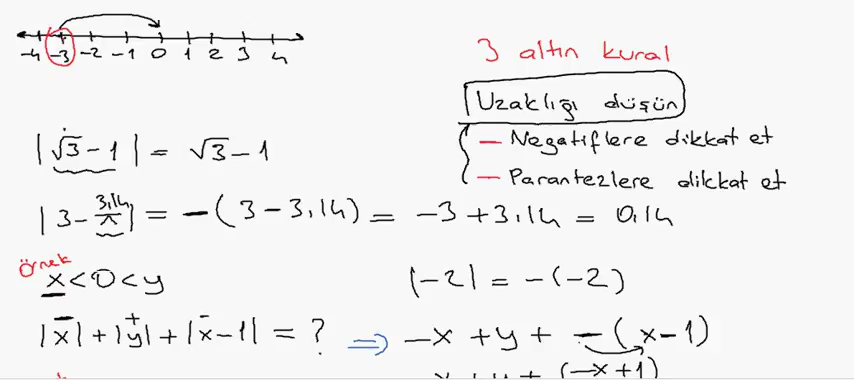 -4 -3 -2 -1 0 1 2 3 4
3 altın kural
Uzaklığı düşün
- Negatiflere dikkat et
- Parantezlere dikkat et
|√3 - 1| = √3 - 1
3,14
|3 - π| = -(3 - 3,14) = -3 + 3,14 = 0,14
Örnek
x < 0 < y
|-2| = -(-2)
- + -
|x| + |y| + |x - 1| = ? ⇒ -x + y + -(x - 1)
-x + y + (-x + 1)